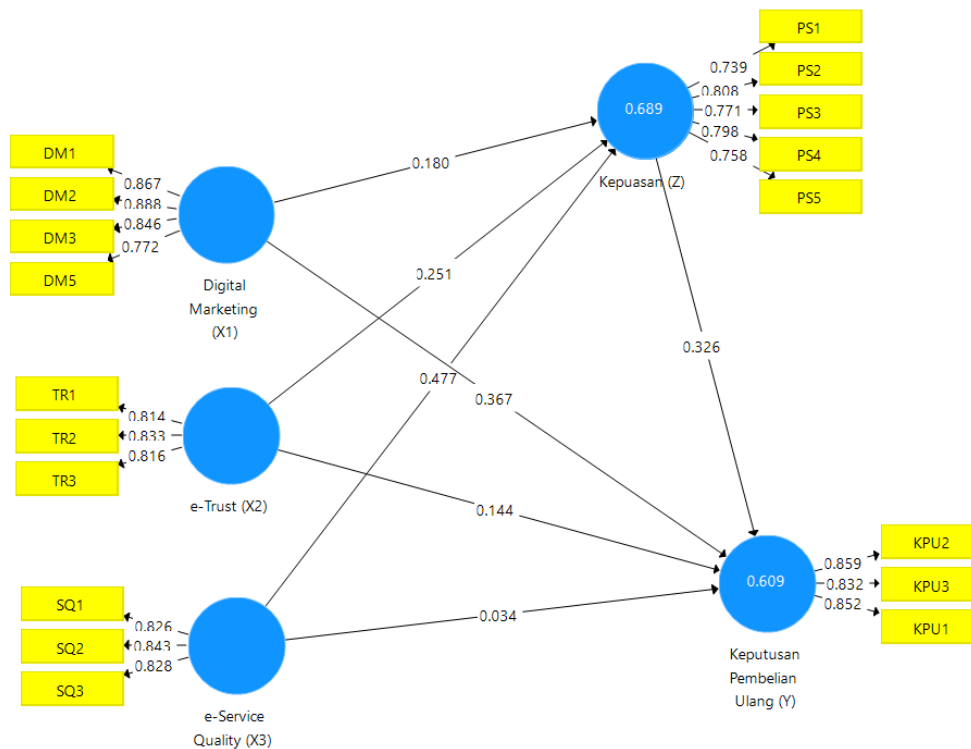 DM1
DM2
DM3
DM5
0.867
0.888
0.846
0.772
Digital
Marketing
(X1)
TR1
TR2
TR3
0.814
0.833
0.816
e-Trust (X2)
SQ1
SQ2
SQ3
0.826
0.843
0.828
e-Service
Quality (X3)
0.180
0.251
0.477
0.367
0.144
0.034
0.326
0.689
Kepuasan (Z)
0.739
0.808
0.771
0.798
0.758
PS1
PS2
PS3
PS4
PS5
0.609
Keputusan
Pembelian
Ulang (Y)
0.859
0.832
0.852
KPU2
KPU3
KPU1